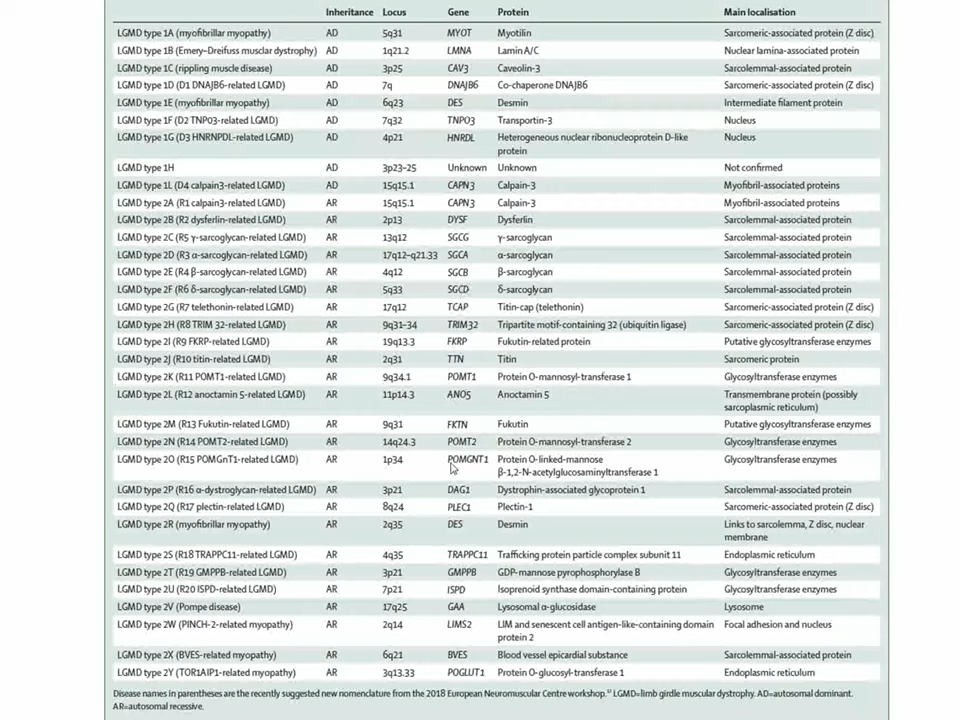 Inheritance Locus Gene Protein Main localisation
LGMD type 1A (myofibrillar myopathy) AD 5q31 MYOT Myotilin Sarcomeric-associated protein (Z disc)
LGMD type 1B (Emery–Dreifuss musclar dystrophy) AD 1q21.2 LMNA Lamin A/C Nuclear lamina-associated protein
LGMD type 1C (rippling muscle disease) AD 3p25 CAV3 Caveolin-3 Sarcolemmal-associated protein
LGMD type 1D (D1 DNAJB6-related LGMD) AD 7q DNAJB6 Co-chaperone DNAJB6 Sarcomeric-associated protein (Z disc)
LGMD type 1E (myofibrillar myopathy) AD 6q23 DES Desmin Intermediate filament protein
LGMD type 1F (D2 TNPO3-related LGMD) AD 7q32 TNPO3 Transportin-3 Nucleus
LGMD type 1G (D3 HNRNPDL-related LGMD) AD 4p21 HNRDL Heterogeneous nuclear ribonucleoprotein D-like Nucleus
protein
LGMD type 1H AD 3p23–25 Unknown Unknown Not confirmed
LGMD type 1L (D4 calpain3-related LGMD) AD 15q15.1 CAPN3 Calpain-3 Myofibril-associated proteins
LGMD type 2A (R1 calpain3-related LGMD) AR 15q15.1 CAPN3 Calpain-3 Myofibril-associated proteins
LGMD type 2B (R2 dysferlin-related LGMD) AR 2p13 DYSF Dysferlin Sarcolemmal-associated protein
LGMD type 2C (R5 γ-sarcoglycan-related LGMD) AR 13q12 SGCG γ-sarcoglycan Sarcolemmal-associated protein
LGMD type 2D (R3 α-sarcoglycan-related LGMD) AR 17q12–q21.33 SGCA α-sarcoglycan Sarcolemmal-associated protein
LGMD type 2E (R4 β-sarcoglycan-related LGMD) AR 4q12 SGCB β-sarcoglycan Sarcolemmal-associated protein
LGMD type 2F (R6 δ-sarcoglycan-related LGMD) AR 5q33 SGCD δ-sarcoglycan Sarcolemmal-associated protein
LGMD type 2G (R7 telethonin-related LGMD) AR 17q12 TCAP Titin-cap (telethonin) Sarcomeric-associated protein (Z disc)
LGMD type 2H (R8 TRIM 32-related LGMD) AR 9q31–34 TRIM32 Tripartite motif-containing 32 (ubiquitin ligase) Sarcomeric-associated protein (Z disc)
LGMD type 2I (R9 FKRP-related LGMD) AR 19q13.3 FKRP Fukutin-related protein Putative glycosyltransferase enzymes
LGMD type 2J (R10 titin-related LGMD) AR 2q31 TTN Titin Sarcomeric protein
LGMD type 2K (R11 POMT1-related LGMD) AR 9q34.1 POMT1 Protein O-mannosyl-transferase 1 Glycosyltransferase enzymes
LGMD type 2L (R12 anoctamin 5-related LGMD) AR 11p14.3 ANO5 Anoctamin 5 Transmembrane protein (possibly
sarcoplasmic reticulum)
LGMD type 2M (R13 Fukutin-related LGMD) AR 9q31 FKTN Fukutin Putative glycosyltransferase enzymes
LGMD type 2N (R14 POMT2-related LGMD) AR 14q24.3 POMT2 Protein O-mannosyl-transferase 2 Glycosyltransferase enzymes
LGMD type 2O (R15 POMGnT1-related LGMD) AR 1p34 POMGNT1 Protein O-linked-mannose Glycosyltransferase enzymes
β-1,2-N-acetylglucosaminyltransferase 1
LGMD type 2P (R16 α-dystroglycan-related LGMD) AR 3p21 DAG1 Dystrophin-associated glycoprotein 1 Sarcolemmal-associated protein
LGMD type 2Q (R17 plectin-related LGMD) AR 8q24 PLEC1 Plectin-1 Sarcomeric-associated protein (Z disc)
LGMD type 2R (myofibrillar myopathy) AR 2q35 DES Desmin Links to sarcolemma, Z disc, nuclear
membrane
LGMD type 2S (R18 TRAPPC11-related LGMD) AR 4q35 TRAPPC11 Trafficking protein particle complex subunit 11 Endoplasmic reticulum
LGMD type 2T (R19 GMPPB-related LGMD) AR 3p21 GMPPB GDP-mannose pyrophosphorylase B Glycosyltransferase enzymes
LGMD type 2U (R20 ISPD-related LGMD) AR 7p21 ISPD Isoprenoid synthase domain-containing protein Glycosyltransferase enzymes
LGMD type 2V (Pompe disease) AR 17q25 GAA Lysosomal α-glucosidase Lysosome
LGMD type 2W (PINCH-2-related myopathy) AR 2q14 LIMS2 LIM and senescent cell antigen-like-containing domain Focal adhesion and nucleus
protein 2
LGMD type 2X (BVES-related myopathy) AR 6q21 BVES Blood vessel epicardial substance Sarcolemmal-associated protein
LGMD type 2Y (TOR1AIP1-related myopathy) AR 3q13.33 POGLUT1 Protein O-glucosyl-transferase 1 Endoplasmic reticulum
Disease names in parentheses are the recently suggested new nomenclature from the 2018 European Neuromuscular Centre workshop. LGMD=limb girdle muscular dystrophy. AD=autosomal dominant.
AR=autosomal recessive.